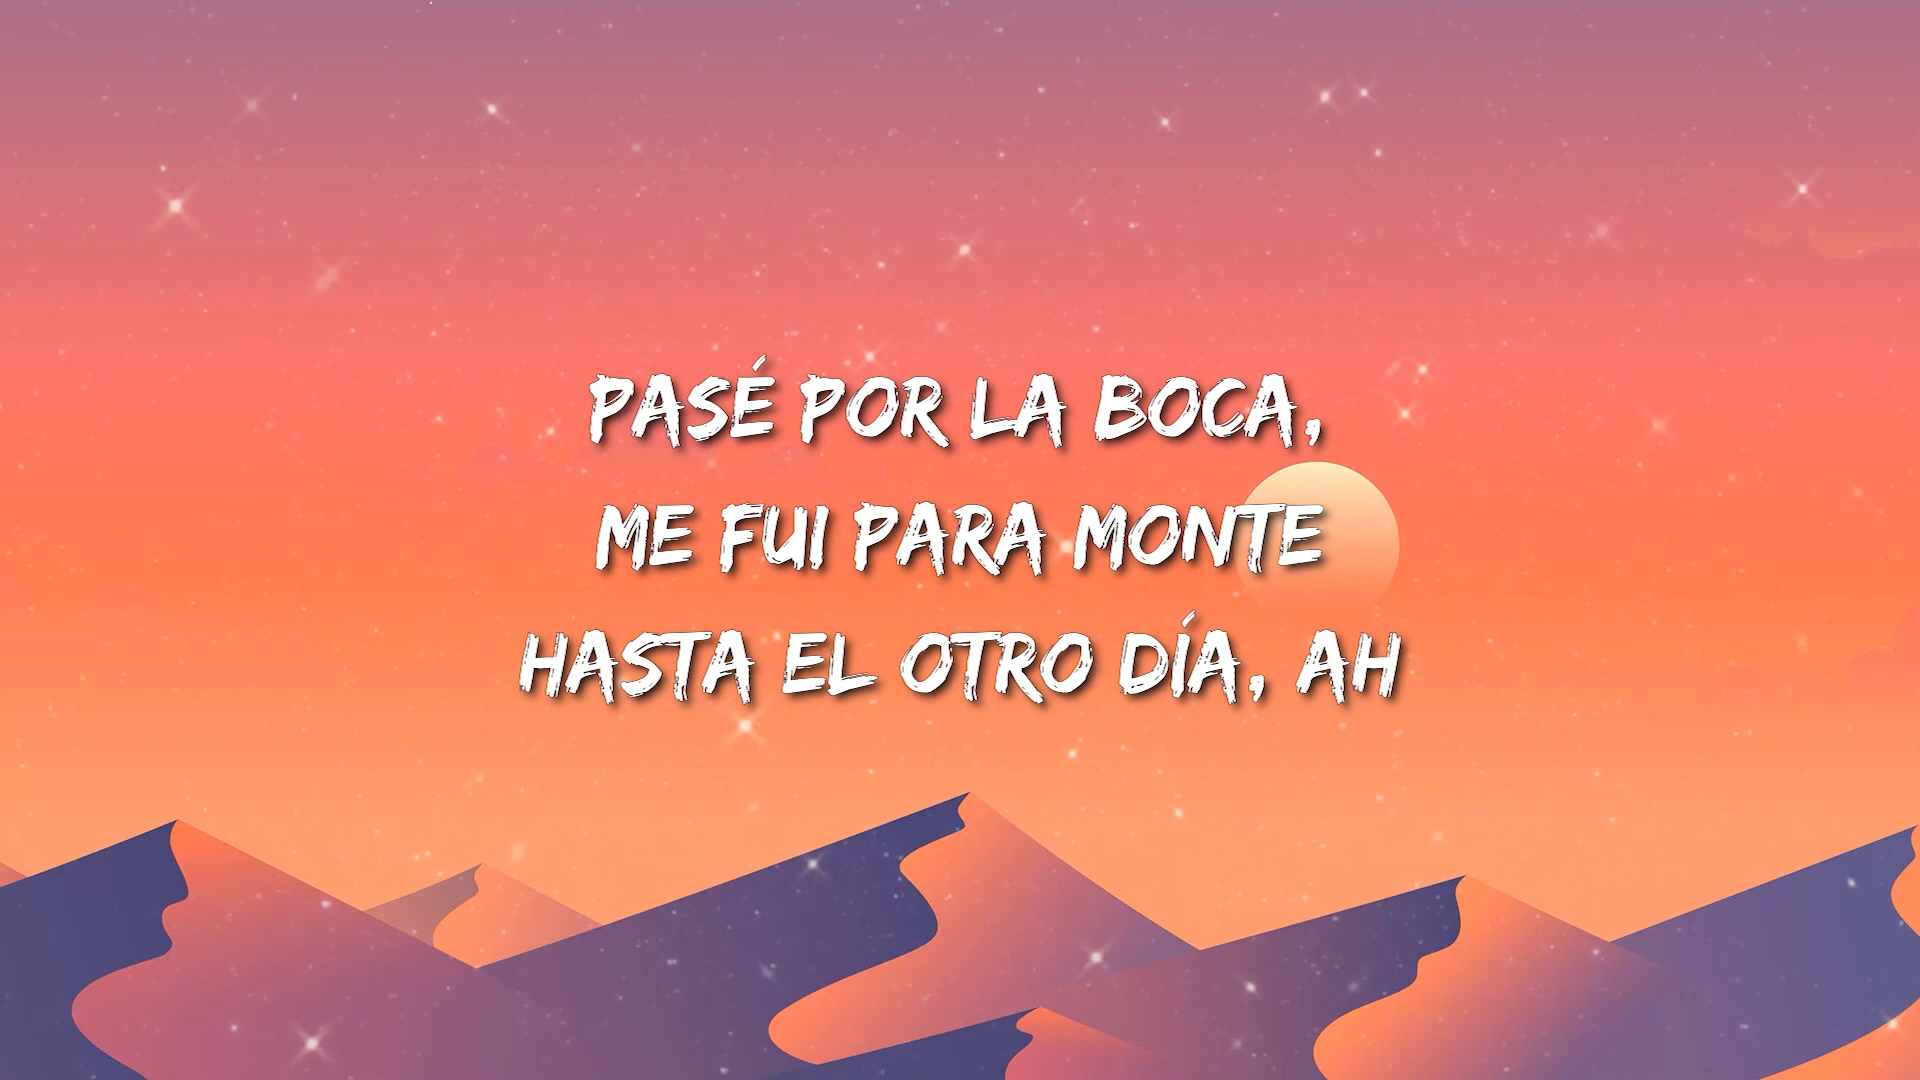 PASÉ POR LA BOCA,
ME FUI PARA MONTE
HASTA EL OTRO DÍA, AH